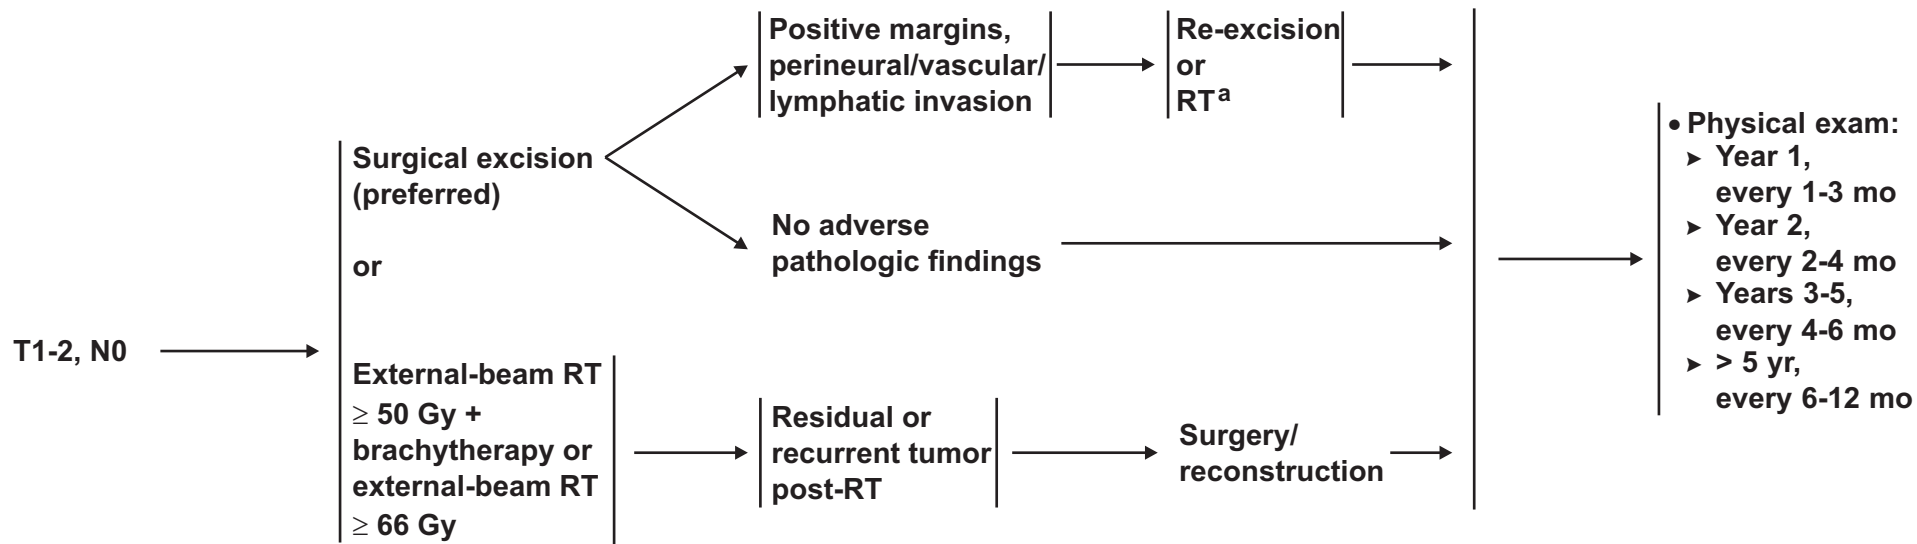 T1-2, N0
Surgical excision
(preferred)
or
External-beam RT
≥ 50 Gy +
brachytherapy or
external-beam RT
≥ 66 Gy
Positive margins,
perineural/vascular/
lymphatic invasion
Re-excision
or
RTa
No adverse
pathologic findings
Residual or
recurrent tumor
post-RT
Surgery/
reconstruction
• Physical exam:
➤ Year 1,
every 1-3 mo
➤ Year 2,
every 2-4 mo
➤ Years 3-5,
every 4-6 mo
➤ > 5 yr,
every 6-12 mo